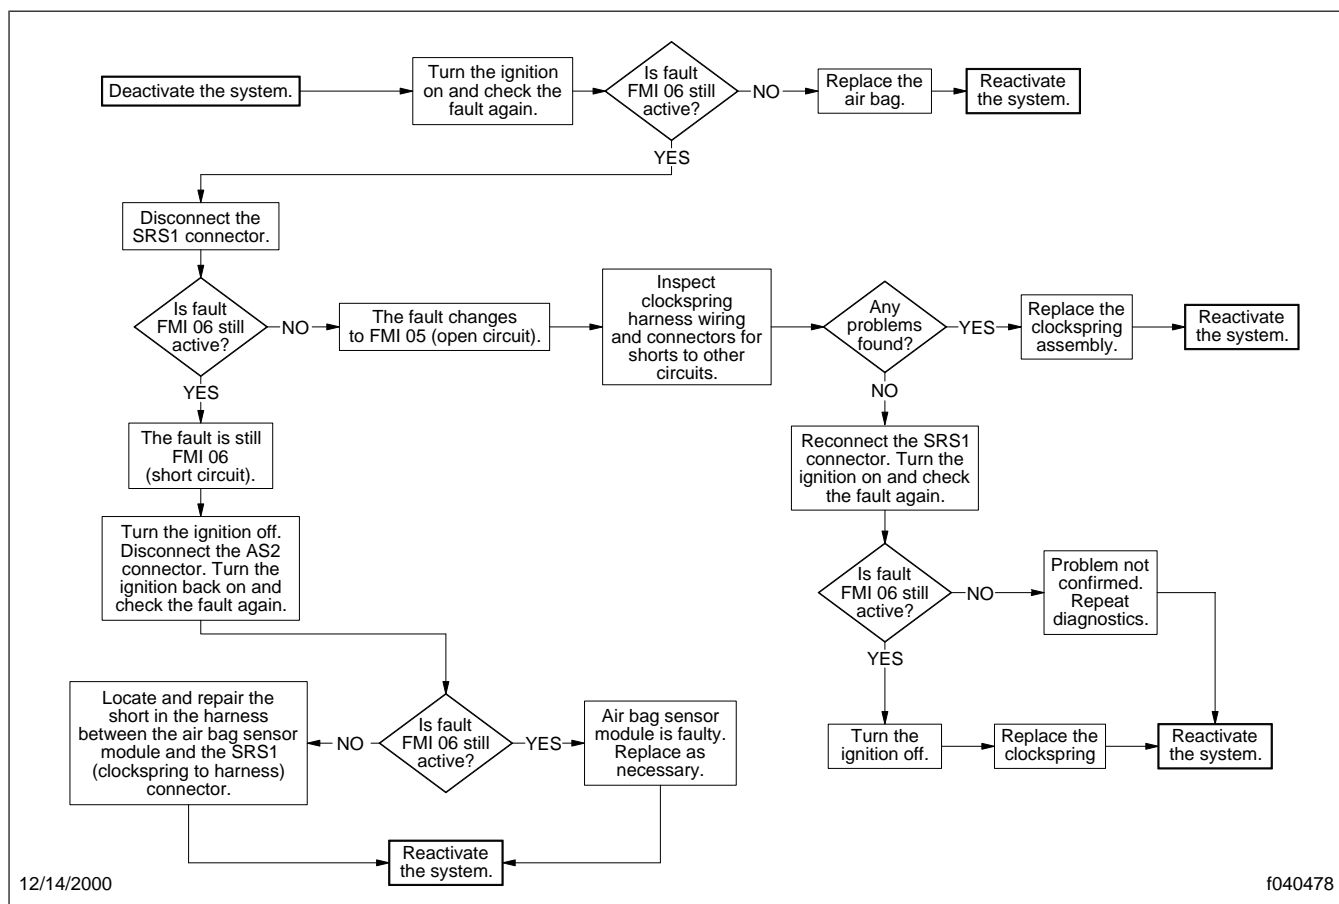 Deactivate the system.
Turn the ignition
on and check the
fault again.
Is fault
FMI 06 still
active?
NO
Replace the
air bag.
Reactivate
the system.
YES
Disconnect the
SRS1 connector.
Is fault
FMI 06 still
active?
NO
The fault changes
to FMI 05 (open circuit).
Inspect
clockspring
harness wiring
and connectors for
shorts to other
circuits.
Any
problems
found?
YES
Replace the
clockspring
assembly.
Reactivate
the system.
YES
NO
The fault is still
FMI 06
(short circuit).
Reconnect the SRS1
connector. Turn the
ignition on and check
the fault again.
Turn the ignition off.
Disconnect the AS2
connector. Turn the
ignition back on and
check the fault again.
Is fault
FMI 06 still
active?
NO
Problem not
confirmed.
Repeat
diagnostics.
YES
Locate and repair the
short in the harness
between the air bag sensor
module and the SRS1
(clockspring to harness)
connector.
NO
Is fault
FMI 06 still
active?
YES
Air bag sensor
module is faulty.
Replace as
necessary.
Turn the
ignition off.
Replace the
clockspring
Reactivate
the system.
Reactivate
the system.
12/14/2000
f040478